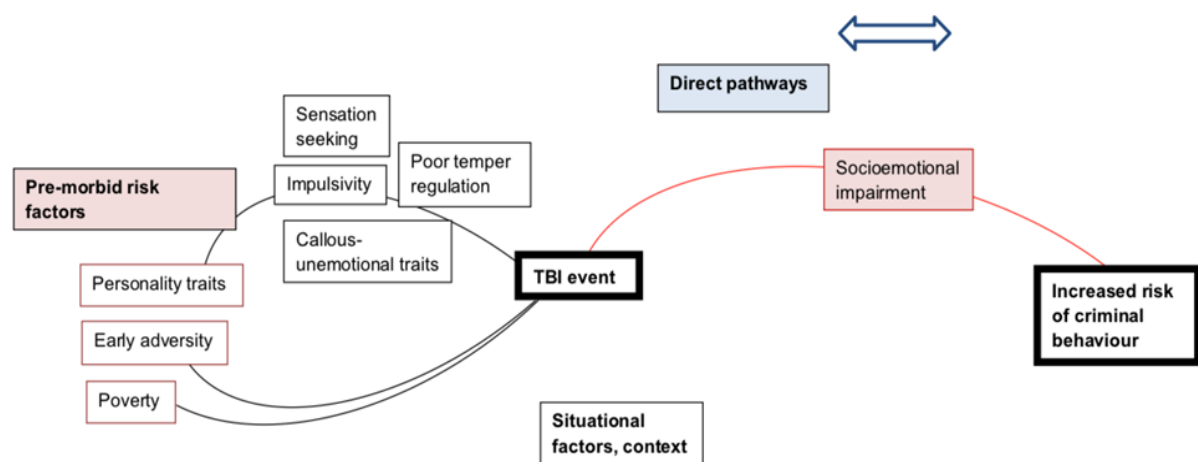 Direct pathways
Sensation
seeking
Poor temper
regulation
Impulsivity
Socioemotional
impairment
Pre-morbid risk
factors
Callous-
unemotional traits
Personality traits
TBI event
Increased risk
of criminal
behaviour
Early adversity
Poverty
Situational
factors, context